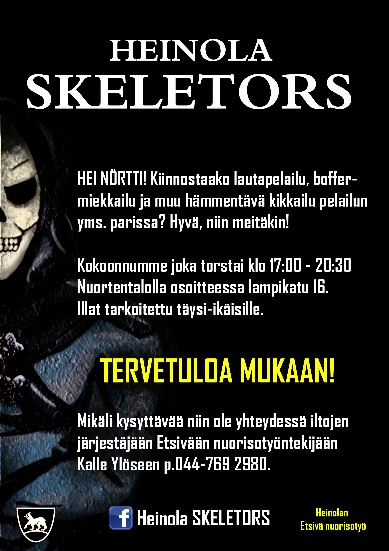 HEINOLA
SKELETORS
HEI NÖRTTI! Kiinnostaako lautapelailu, boffer-
miekkailu ja muu hämmentävä kikkailu pelailun
yms. parissa? Hyvä, niin meitäkin!
Kokoonnumme joka torstai klo 17:00 - 20:30
Nuortentalolla osoitteessa lampikatu 16.
Illat tarkoitettu täysi-ikäisille.
TERVETULOA MUKAAN!
Mikäli kysyttävää niin ole yhteydessä iltojen
järjestäjään Etsivään nuorisotyöntekijään
Kalle Ylöseen p.044-769 2980.
f Heinola SKELETORS
Heinolan
Etsivä nuorisotyö